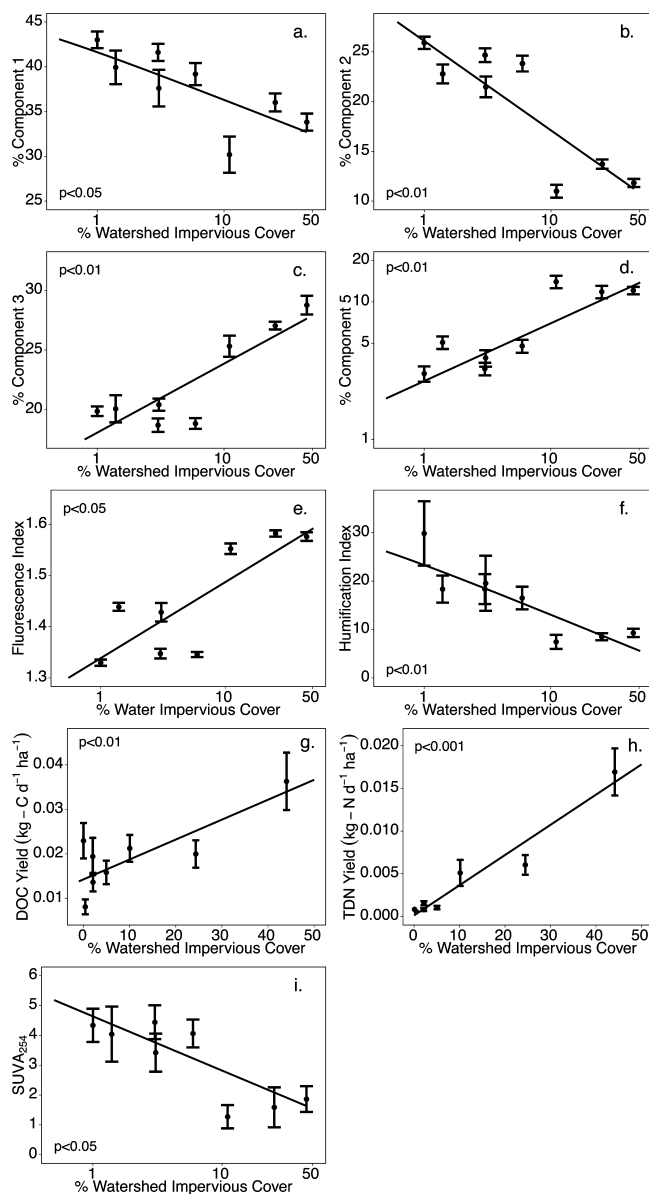 a.
45
40
35
30
25
% Component 1
p<0.05
1 10 50
% Watershed Impervious Cover
b.
25
20
15
10
% Component 2
p<0.01
1 10 50
% Watershed Impervious Cover
p<0.01 c.
30
25
20
% Component 3
1 10 50
% Watershed Impervious Cover
p<0.01 d.
20
10
5
1
% Component 5
1 10 50
% Watershed Impervious Cover
p<0.05 e.
1.6
1.5
1.4
1.3
Fluorescence Index
1 10 50
% Water Impervious Cover
f.
30
20
10
0
Humification Index
p<0.01
1 10 50
% Watershed Impervious Cover
p<0.01 g.
0.04
0.03
0.02
0.01
DOC Yield (kg − C d⁻¹ ha⁻¹)
0 10 20 30 40 50
% Watershed Impervious Cover
p<0.001 h.
0.020
0.015
0.010
0.005
0.000
TDN Yield (kg − N d⁻¹ ha⁻¹)
0 10 20 30 40 50
% Watershed Impervious Cover
i.
6
5
4
3
2
1
0
SUVA₂₅₄
p<0.05
1 10 50
% Watershed Impervious Cover